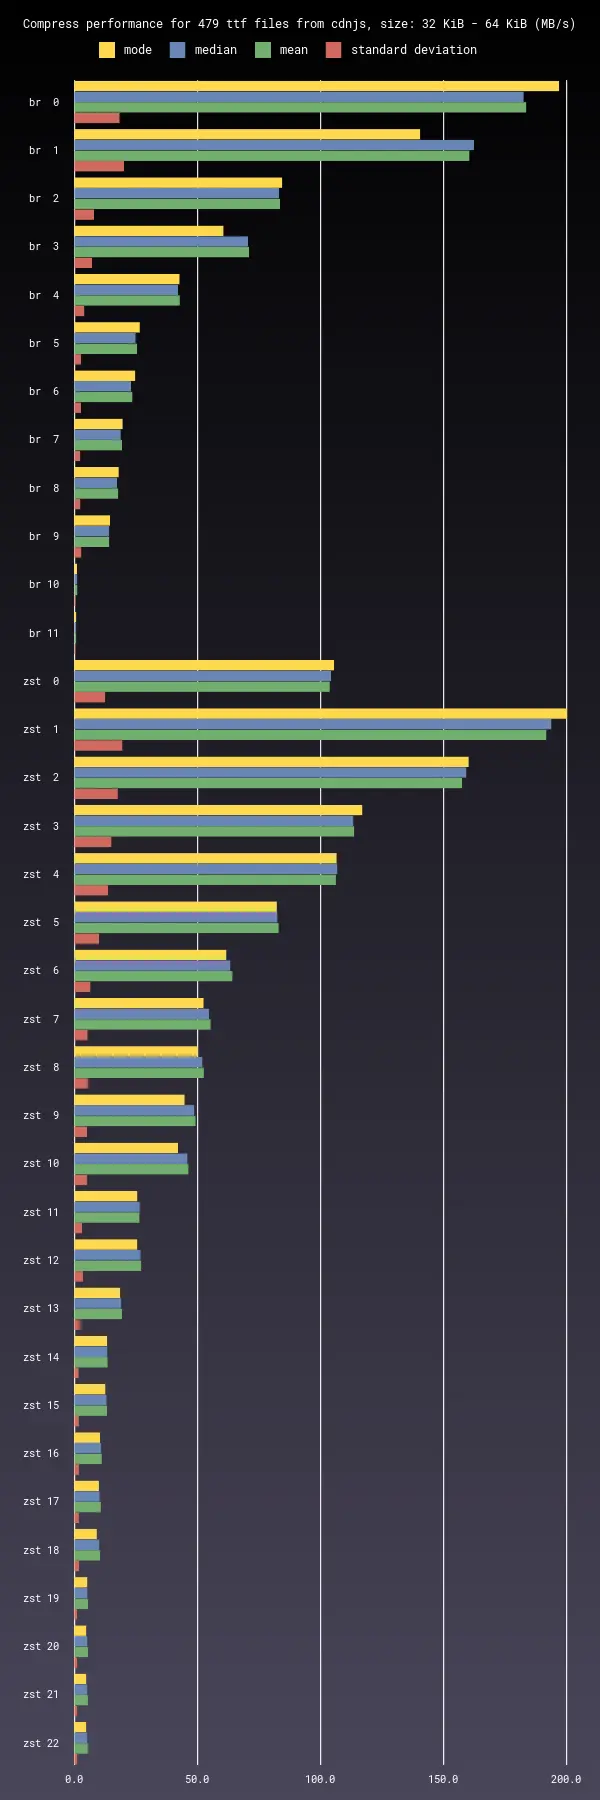 Compress performance for 479 ttf files from cdnjs, size: 32 KiB - 64 KiB (MB/s)
mode median mean standard deviation
br 0
br 1
br 2
br 3
br 4
br 5
br 6
br 7
br 8
br 9
br 10
br 11
zst 0
zst 1
zst 2
zst 3
zst 4
zst 5
zst 6
zst 7
zst 8
zst 9
zst 10
zst 11
zst 12
zst 13
zst 14
zst 15
zst 16
zst 17
zst 18
zst 19
zst 20
zst 21
zst 22
0.0 50.0 100.0 150.0 200.0